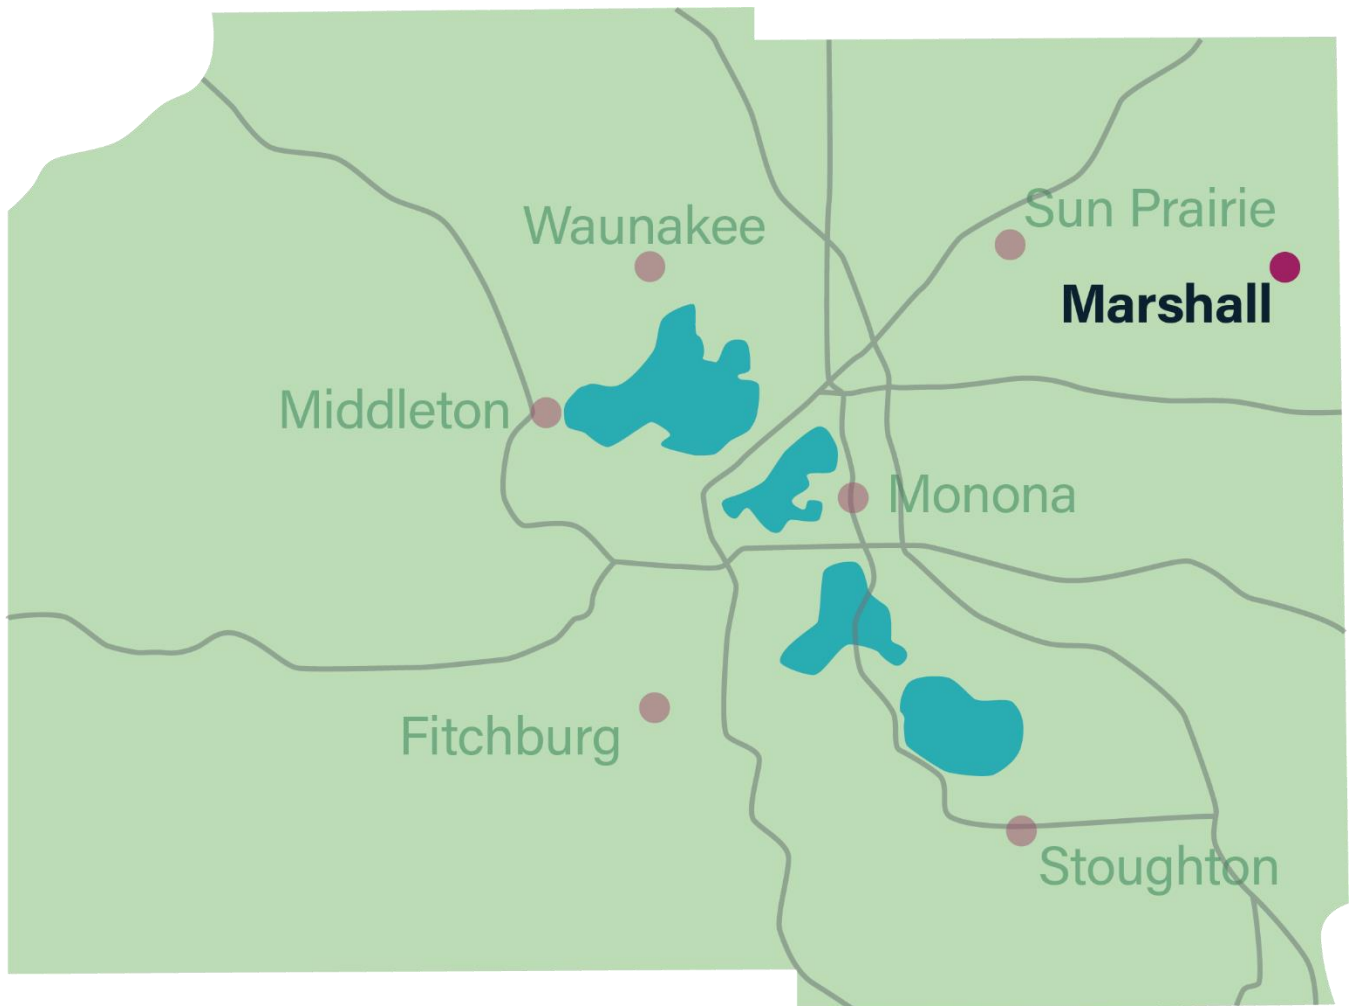 Sun Prairie
Waunakee
Marshall
Middleton
Monona
Fitchburg
Stoughton